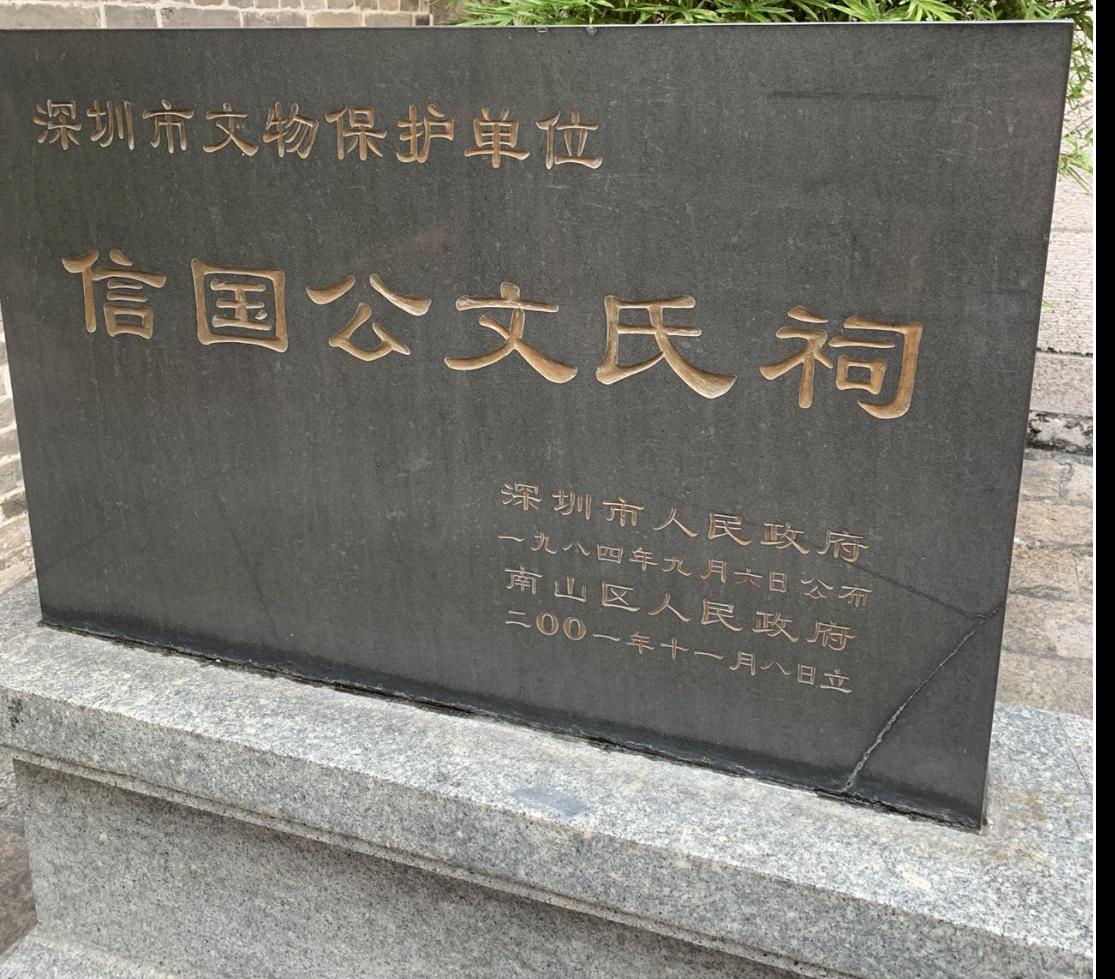 深圳市文物保护单位
信国公文氏祠
深圳市人民政府
一九八四年九月六日公布
南山区人民政府
二00一年十一月八日立